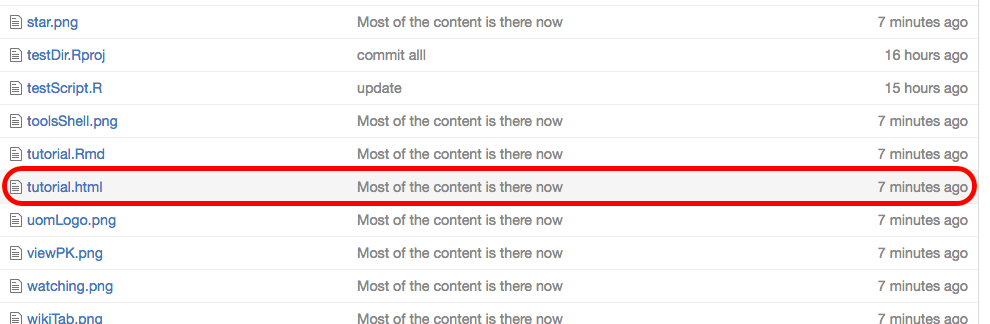 star.png Most of the content is there now 7 minutes ago
testDir.Rproj commit alll 16 hours ago
testScript.R update 15 hours ago
toolsShell.png Most of the content is there now 7 minutes ago
tutorial.Rmd Most of the content is there now 7 minutes ago
tutorial.html Most of the content is there now 7 minutes ago
uomLogo.png Most of the content is there now 7 minutes ago
viewPK.png Most of the content is there now 7 minutes ago
watching.png Most of the content is there now 7 minutes ago
wikiTab.png Most of the content is there now 7 minutes ago